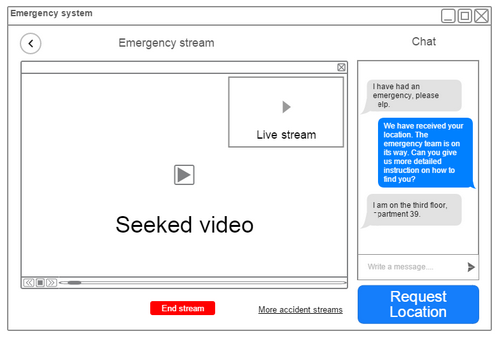 Emergency system
Emergency stream
Chat
Live stream
Seeked video
I have had an
emergency, please
elp.
We have received your
location. The
emergency team is on
its way. Can you give
us more detailed
instruction on how to
find you?
I am on the third floor,
apartment 39.
Write a message....
End stream
More accident streams
Request
Location